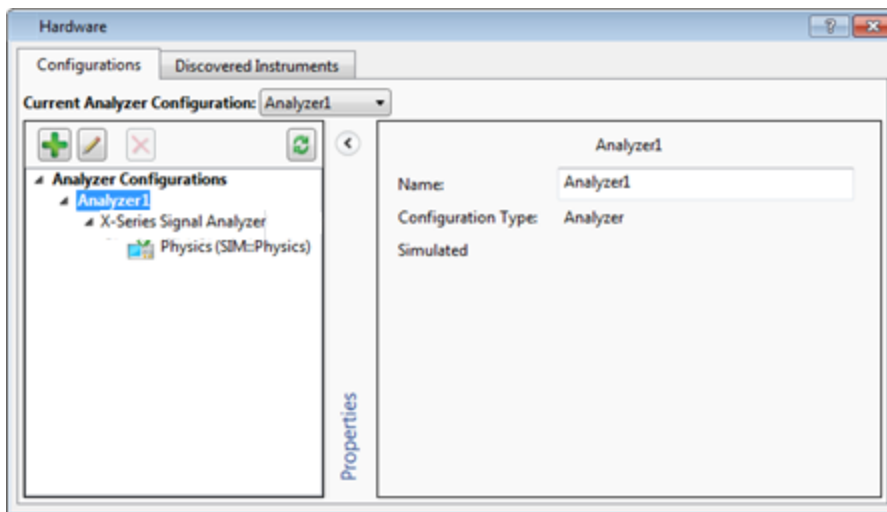 Hardware
Configurations
Discovered Instruments
Current Analyzer Configuration: Analyzer1
Analyzer Configurations
Analyzer1
X-Series Signal Analyzer
Physics (SIM::Physics)
Properties
Analyzer1
Name: Analyzer1
Configuration Type: Analyzer
Simulated